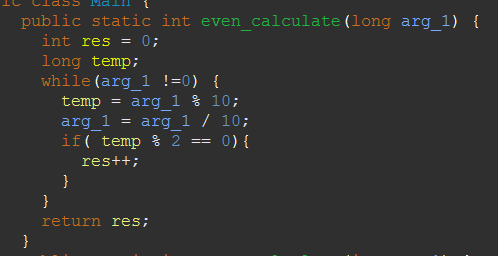 ic class Main {
  public static int even_calculate(long arg_1) {
    int res = 0;
    long temp;
    while(arg_1 !=0) {
      temp = arg_1 % 10;
      arg_1 = arg_1 / 10;
      if( temp % 2 == 0){
        res++;
      }
    }
    return res;
  }